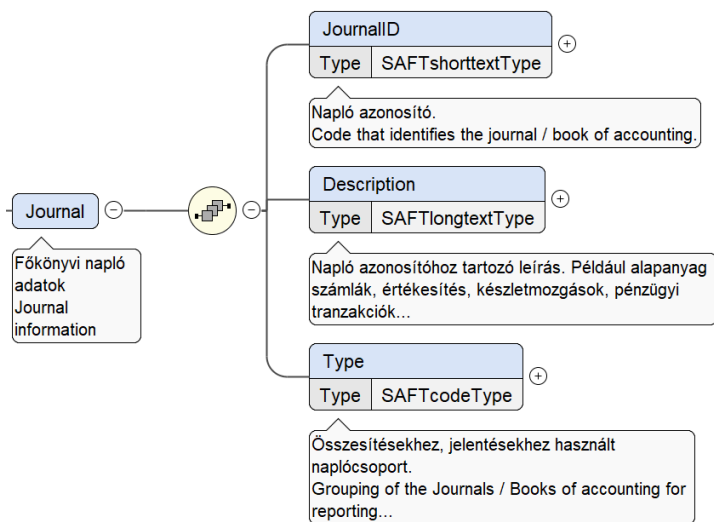 JournalID
Type SAFTshorttextType
Napló azonosító.
Code that identifies the journal / book of accounting.
Journal
Főkönyvi napló
adatok
Journal
information
Description
Type SAFTlongtextType
Napló azonosítóhoz tartozó leírás. Például alapanyag
számlák, értékesítés, készletmozgások, pénzügyi
tranzakciók...
Type
Type SAFTcodeType
Összesítésekhez, jelentésekhez használt
naplócsoport.
Grouping of the Journals / Books of accounting for
reporting...